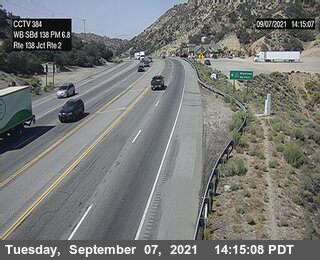 CCTV 384
WB SBd 138 PM 6.8
Rte 138 Jct Rte 2
09/07/2021 14:15:07
Tuesday, September 07, 2021 14:15:08 PDT